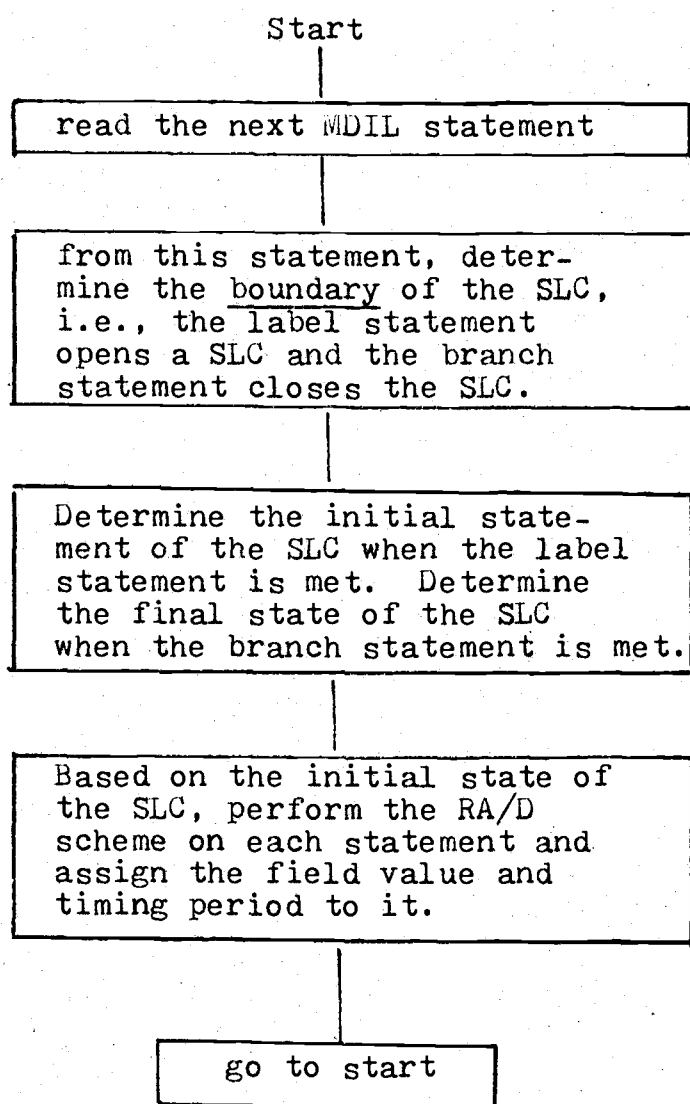 Start
read the next MDIL statement
from this statement, deter-
mine the boundary of the SLC,
i.e., the label statement
opens a SLC and the branch
statement closes the SLC.
Determine the initial state-
ment of the SLC when the label
statement is met. Determine
the final state of the SLC
when the branch statement is met.
Based on the initial state of
the SLC, perform the RA/D
scheme on each statement and
assign the field value and
timing period to it.
go to start